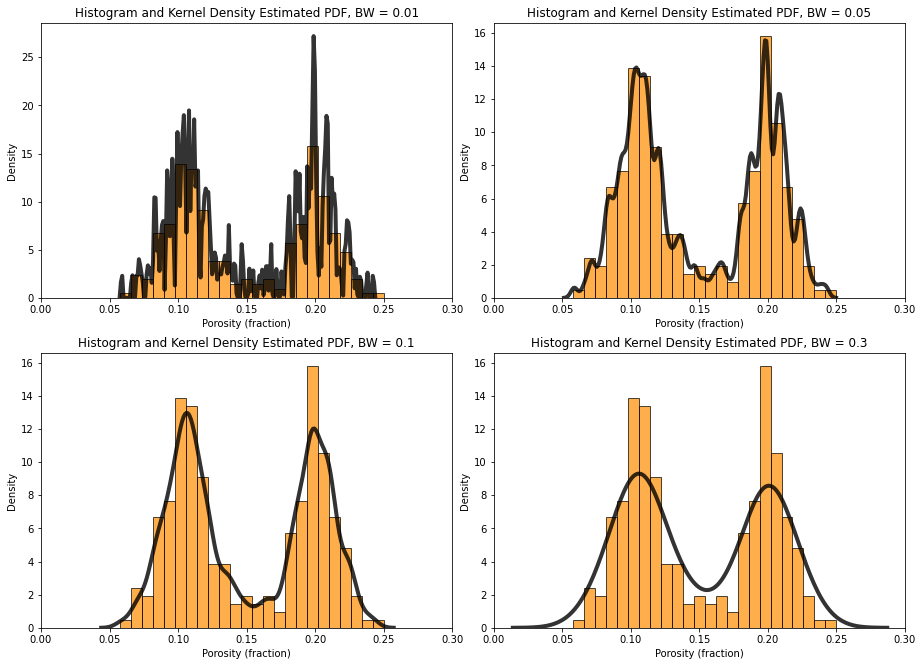 Histogram and Kernel Density Estimated PDF, BW = 0.01
25
20
15
10
5
0
Density
0.00 0.05 0.10 0.15 0.20 0.25 0.30
Porosity (fraction)
Histogram and Kernel Density Estimated PDF, BW = 0.05
16
14
12
10
8
6
4
2
0
Density
0.00 0.05 0.10 0.15 0.20 0.25 0.30
Porosity (fraction)
Histogram and Kernel Density Estimated PDF, BW = 0.1
16
14
12
10
8
6
4
2
0
Density
0.00 0.05 0.10 0.15 0.20 0.25 0.30
Porosity (fraction)
Histogram and Kernel Density Estimated PDF, BW = 0.3
16
14
12
10
8
6
4
2
0
Density
0.00 0.05 0.10 0.15 0.20 0.25 0.30
Porosity (fraction)